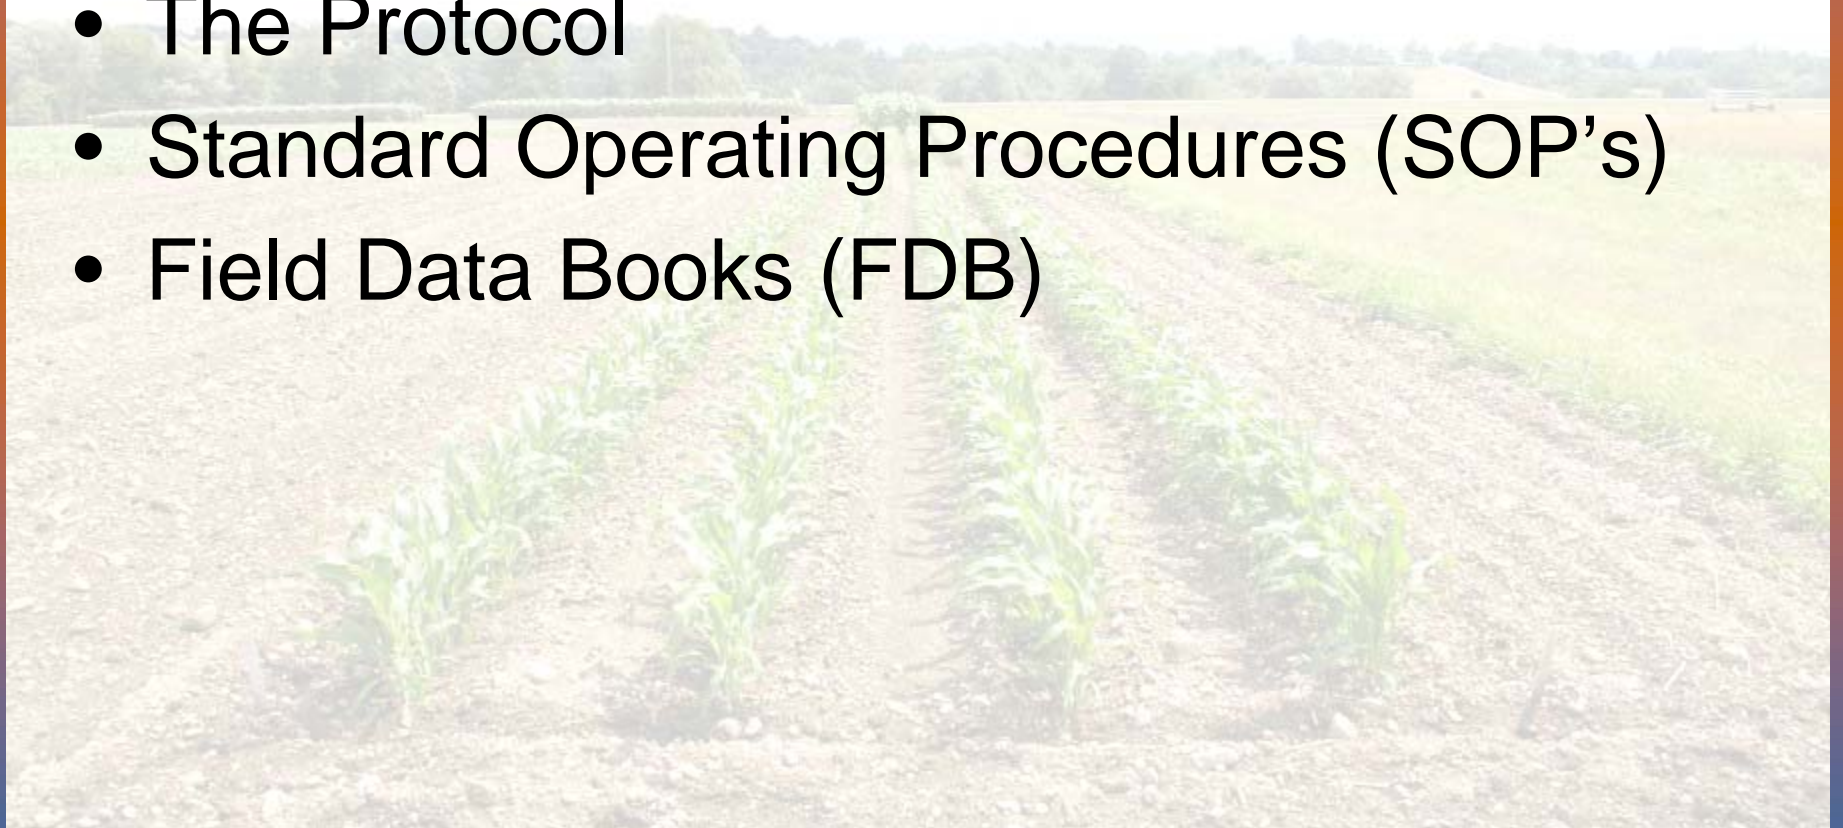 • The Protocol
• Standard Operating Procedures (SOP’s)
• Field Data Books (FDB)